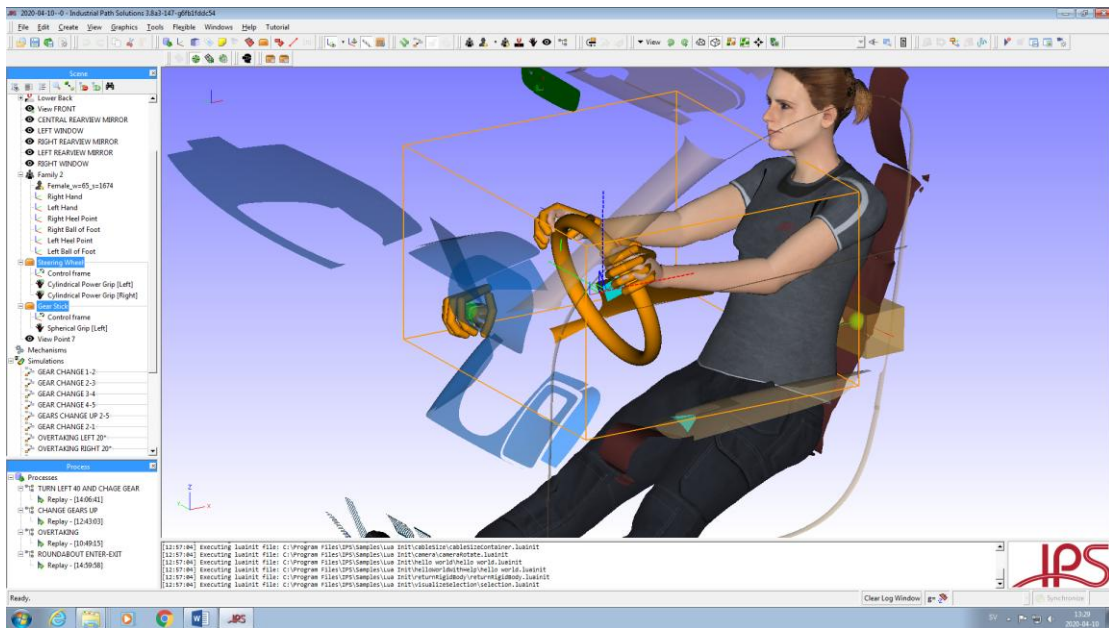 2020-04-10--0 - Industrial Path Solutions 3.8a3-147-g6fb1fddc54
File Edit Create View Graphics Tools Flexible Windows Help Tutorial
View
Scene
Lower Back
View FRONT
CENTRAL REARVIEW MIRROR
LEFT WINDOW
RIGHT REARVIEW MIRROR
LEFT REARVIEW MIRROR
RIGHT WINDOW
Family 2
Female_w=65_s=1674
Right Hand
Left Hand
Right Heel Point
Right Ball of Foot
Left Heel Point
Left Ball of Foot
Steering Wheel
Control frame
Cylindrical Power Grip [Left]
Cylindrical Power Grip [Right]
Gear Stick
Control frame
Spherical Grip [Left]
View Point 7
Mechanisms
Simulations
GEAR CHANGE 1-2
GEAR CHANGE 2-3
GEAR CHANGE 3-4
GEAR CHANGE 4-5
GEARS CHANGE UP 2-5
GEAR CHANGE 2-1
OVERTAKING LEFT 20°
OVERTAKING RIGHT 20°
Process
Processes
TURN LEFT 40 AND CHAGE GEAR
Replay - [14:06:41]
CHANGE GEARS UP
Replay - [12:43:03]
OVERTAKING
Replay - [10:49:15]
ROUNDABOUT ENTER-EXIT
Replay - [14:59:58]
z
x
[12:57:04] Executing luainit file: C:\Program Files\IPS\Samples\Lua Init\cableSize\cableSizeContainer.luainit
[12:57:04] Executing luainit file: C:\Program Files\IPS\Samples\Lua Init\camera\cameraRotate.luainit
[12:57:04] Executing luainit file: C:\Program Files\IPS\Samples\Lua Init\hello world\hello world.luainit
[12:57:04] Executing luainit file: C:\Program Files\IPS\Samples\Lua Init\helloworldwithhelp\hello world.luainit
[12:57:04] Executing luainit file: C:\Program Files\IPS\Samples\Lua Init\returnRigidBody\returnRigidBody.luainit
[12:57:04] Executing luainit file: C:\Program Files\IPS\Samples\Lua Init\visualizeSelection\selection.luainit
IPS
Ready.
Clear Log Window
g=
Synchronize
IPS
SV
13:29
2020-04-10